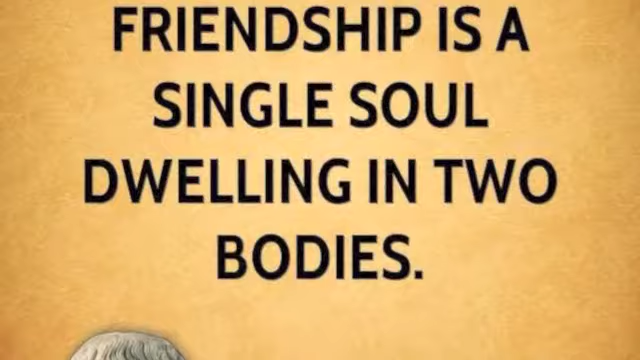 FRIENDSHIP IS A
SINGLE SOUL
DWELLING IN TWO
BODIES.